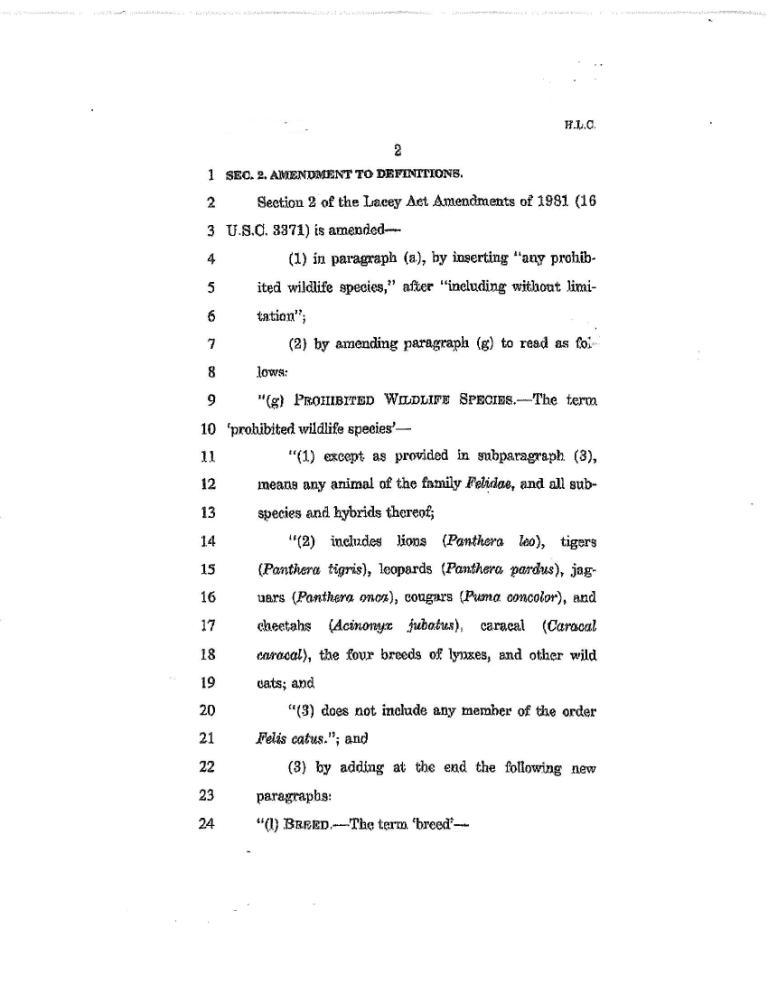 H.L.C.
2
1 SEC. 2. AMENDMENT TO DEFINITIONS.
2 Section 2 of the Lacey Act Amendments of 1981 (16
3 U.S.C. 3371) is amended—
4 (1) in paragraph (a), by inserting "any prohib-
5 ited wildlife species," after "including without limi-
6 tation";
7 (2) by amending paragraph (g) to read as fol-
8 lows:
9 "(g) PROHIBITED WILDLIFE SPECIES.—The term
10 'prohibited wildlife species'—
11 "(1) except as provided in subparagraph (3),
12 means any animal of the family Felidae, and all sub-
13 species and hybrids thereof;
14 "(2) includes lions (Panthera leo), tigers
15 (Panthera tigris), leopards (Panthera pardus), jag-
16 uars (Panthera onca), cougars (Puma concolor), and
17 cheetahs (Acinonyx jubatus), caracal (Caracal
18 caracal), the four breeds of lynxes, and other wild
19 cats; and
20 "(3) does not include any member of the order
21 Felis catus."; and
22 (3) by adding at the end the following new
23 paragraphs:
24 "(l) BREED.—The term 'breed'—